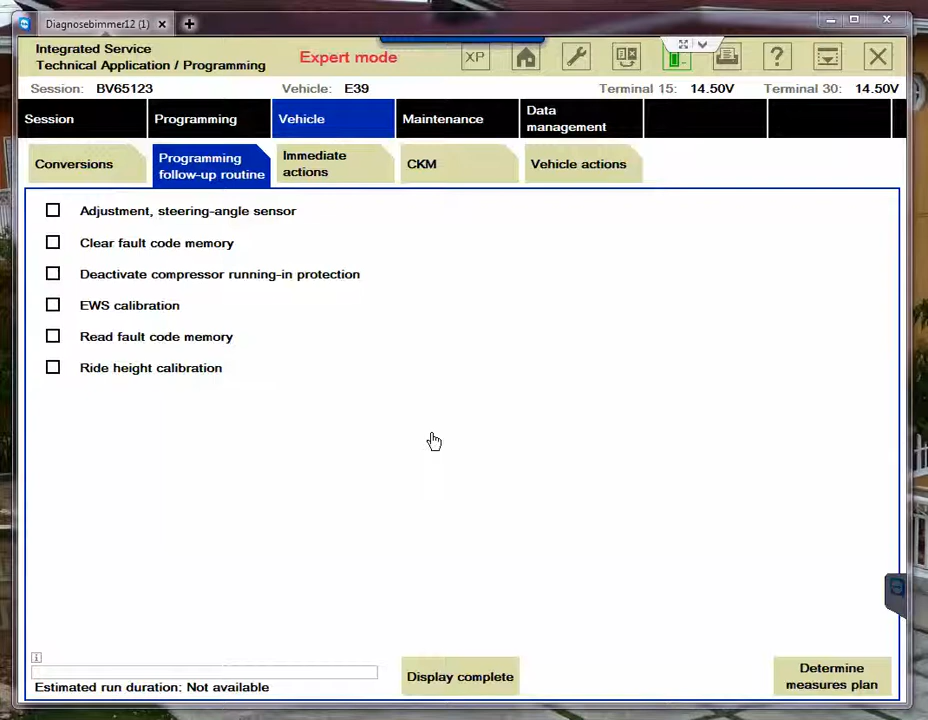 Diagnosebimmer12 (1)
Integrated Service
Technical Application / Programming
Expert mode
XP
?
Session: BV65123
Vehicle: E39
Terminal 15: 14.50V
Terminal 30: 14.50V
Session
Programming
Vehicle
Maintenance
Data
management
Conversions
Programming
follow-up routine
Immediate
actions
CKM
Vehicle actions
Adjustment, steering-angle sensor
Clear fault code memory
Deactivate compressor running-in protection
EWS calibration
Read fault code memory
Ride height calibration
i
Estimated run duration: Not available
Display complete
Determine
measures plan